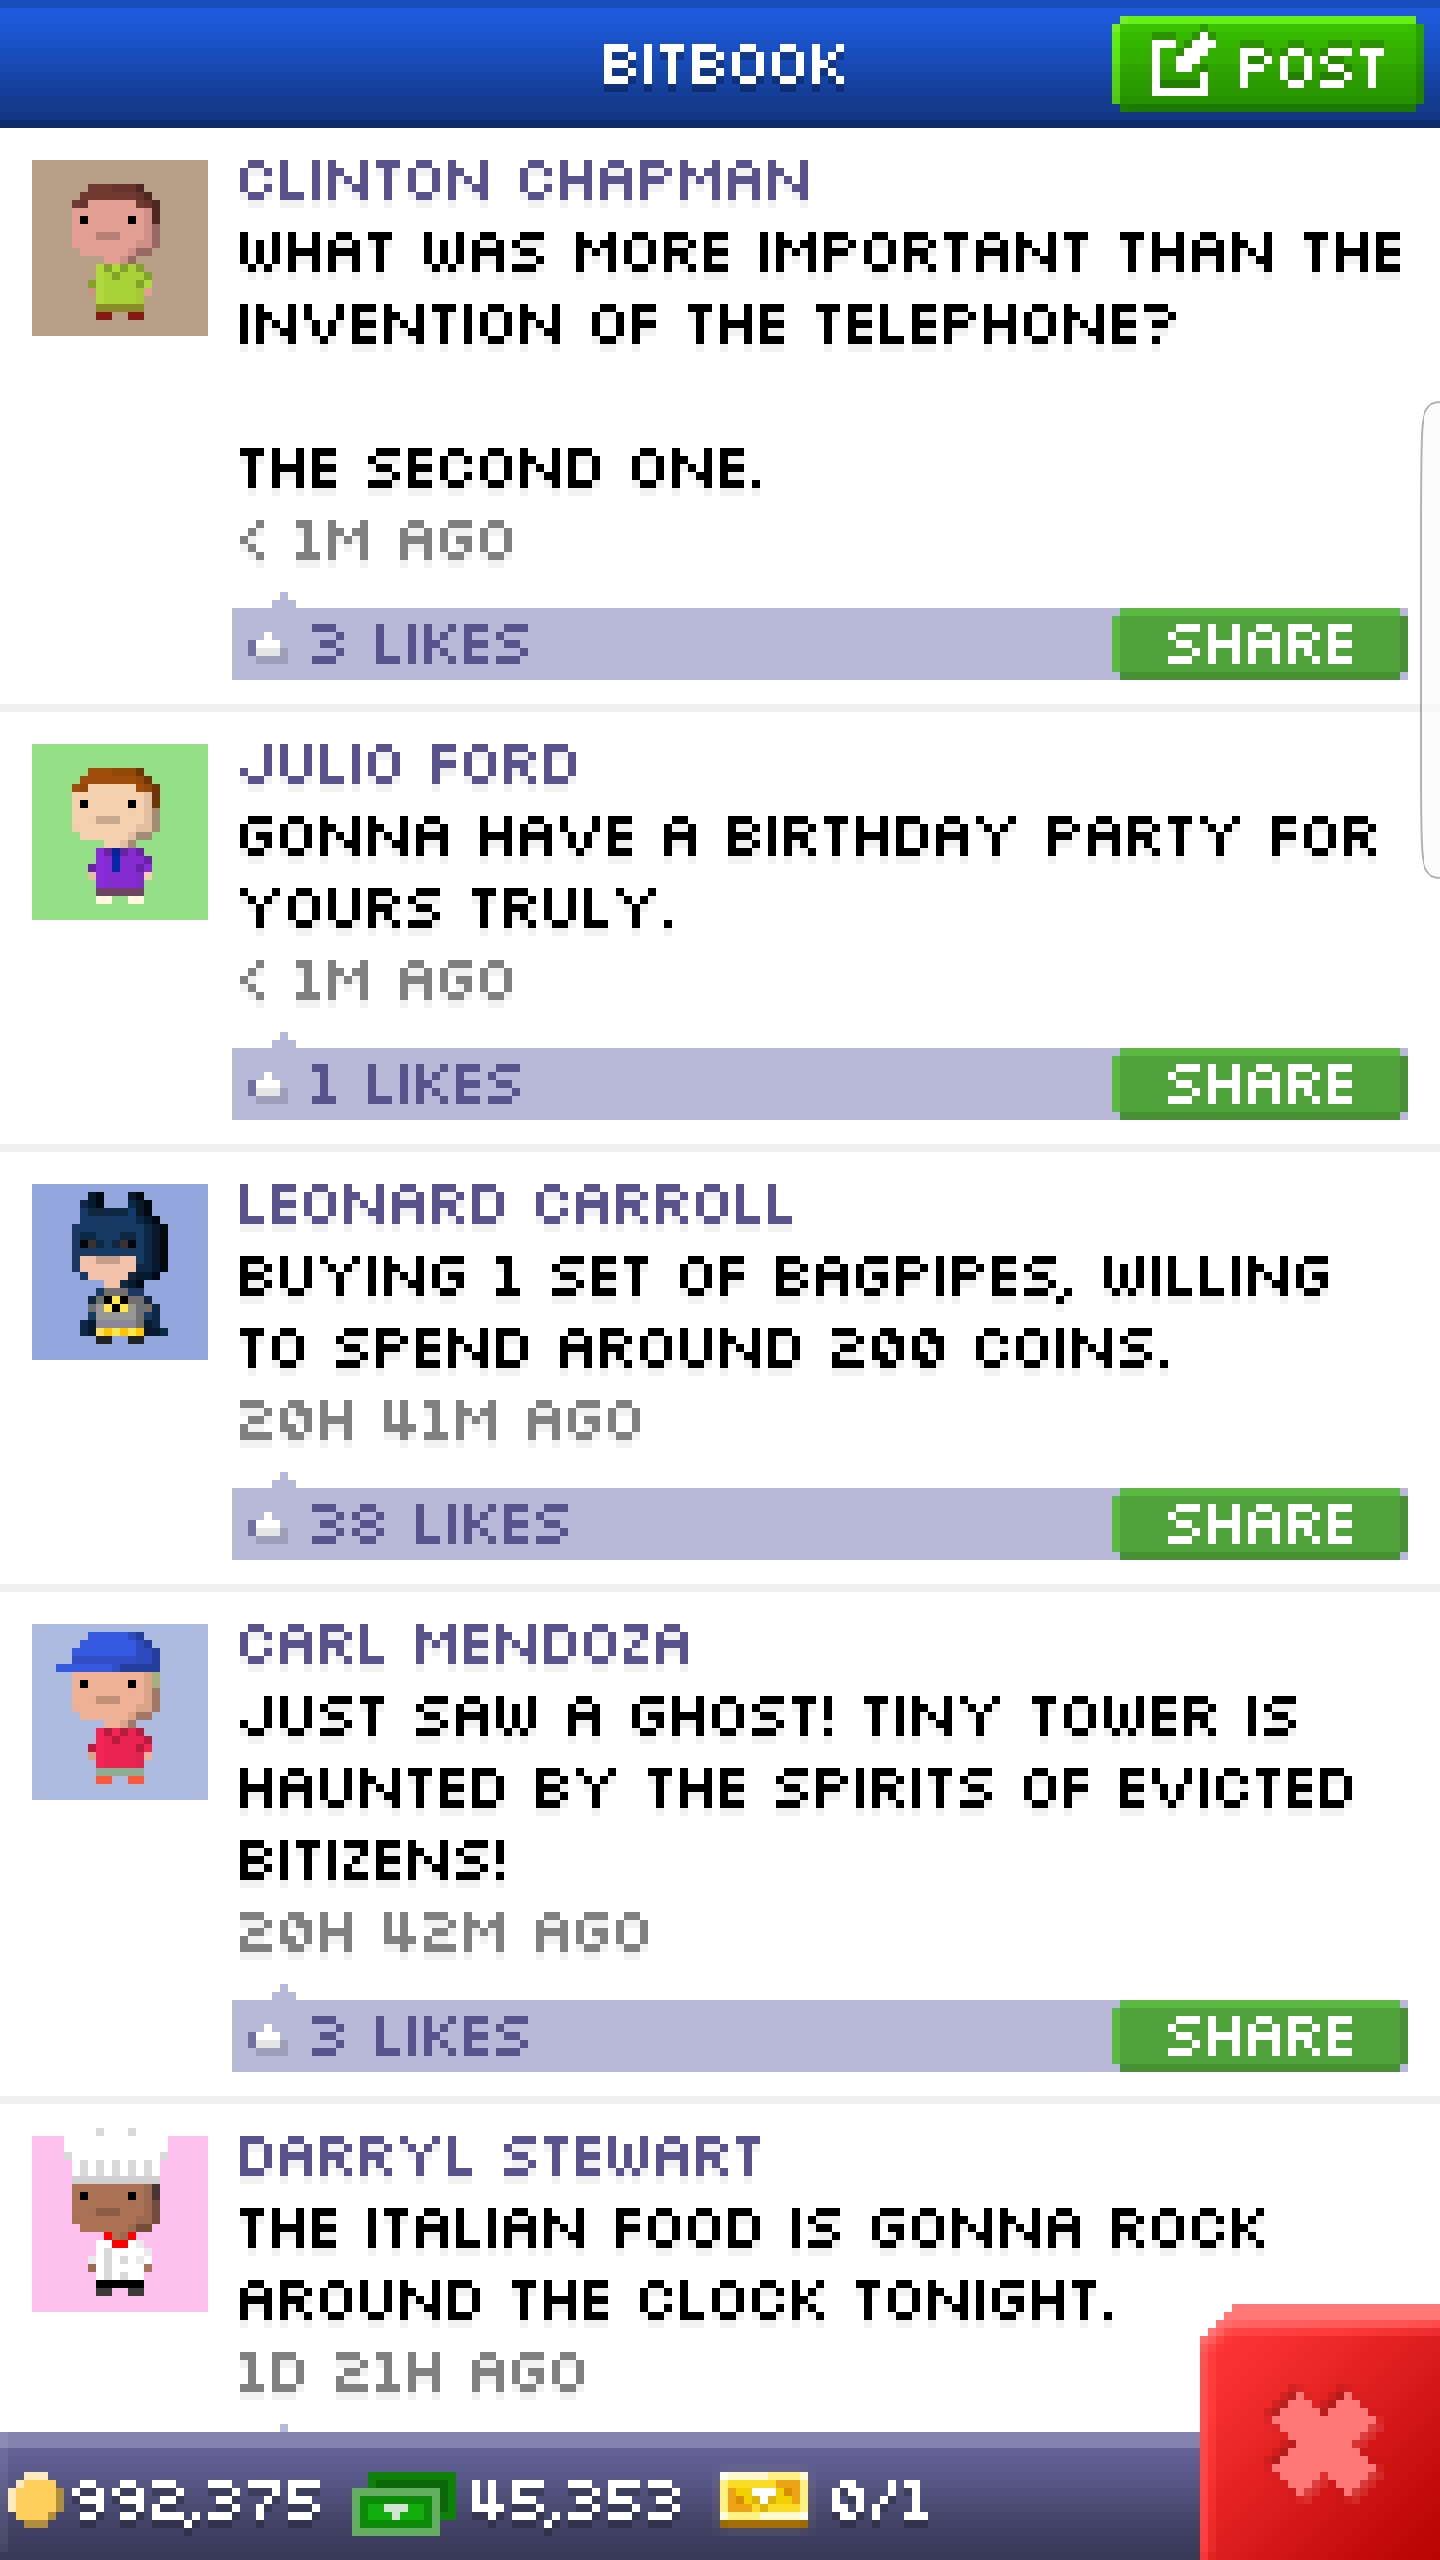 BITBOOK
POST
CLINTON CHAPMAN
WHAT WAS MORE IMPORTANT THAN THE
INVENTION OF THE TELEPHONE?
THE SECOND ONE.
< 1M AGO
3 LIKES
SHARE
JULIO FORD
GONNA HAVE A BIRTHDAY PARTY FOR
YOURS TRULY.
< 1M AGO
1 LIKES
SHARE
LEONARD CARROLL
BUYING 1 SET OF BAGPIPES, WILLING
TO SPEND AROUND 200 COINS.
20H 41M AGO
38 LIKES
SHARE
CARL MENDOZA
JUST SAW A GHOST! TINY TOWER IS
HAUNTED BY THE SPIRITS OF EVICTED
BITIZENS!
20H 42M AGO
3 LIKES
SHARE
DARRYL STEWART
THE ITALIAN FOOD IS GONNA ROCK
AROUND THE CLOCK TONIGHT.
1D 21H AGO
992,375
45,353
0/1